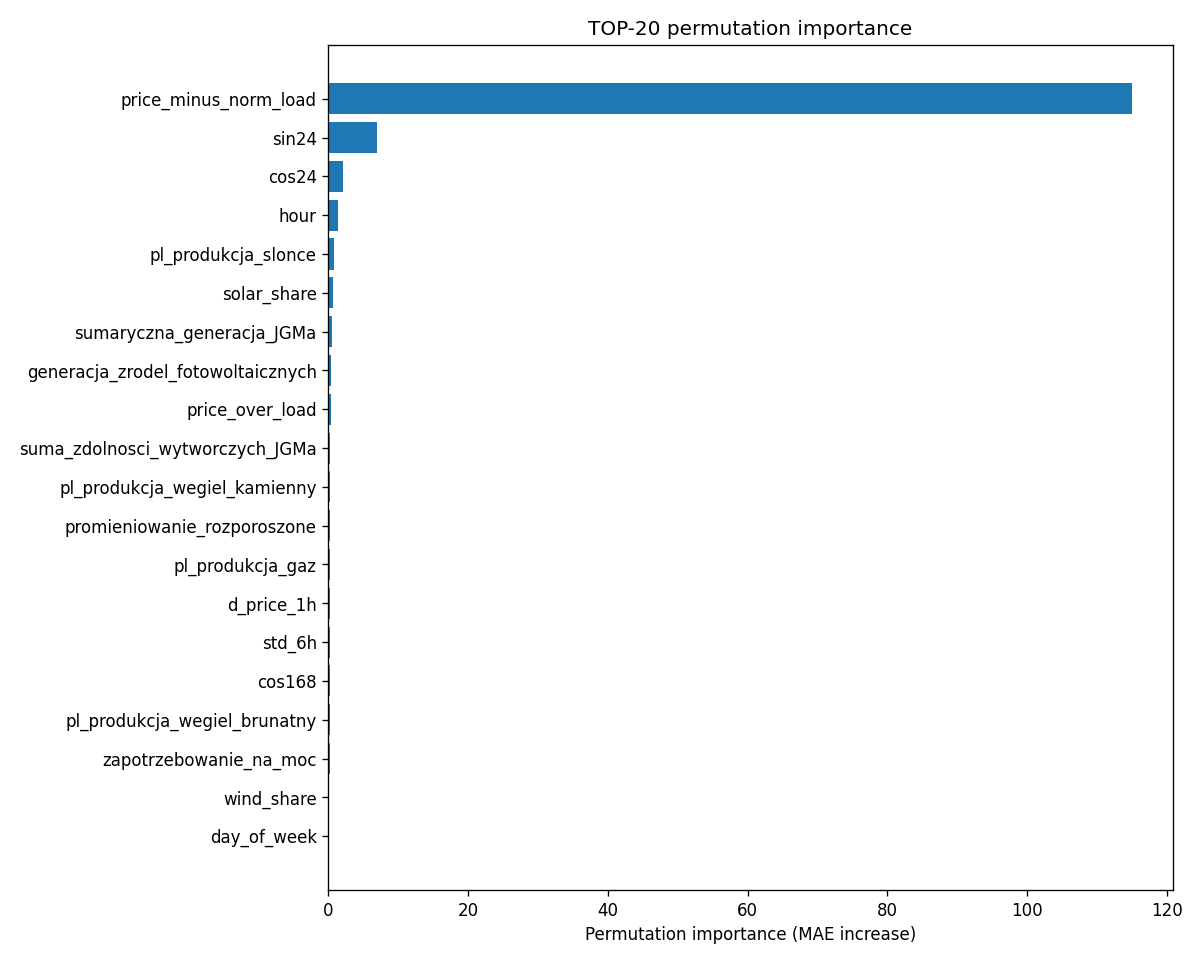 TOP-20 permutation importance
price_minus_norm_load
sin24
cos24
hour
pl_produkcja_slonce
solar_share
sumaryczna_generacja_JGMa
generacja_zrodel_fotowoltaicznych
price_over_load
suma_zdolnosci_wytworczych_JGMa
pl_produkcja_wegiel_kamienny
promieniowanie_rozporoszone
pl_produkcja_gaz
d_price_1h
std_6h
cos168
pl_produkcja_wegiel_brunatny
zapotrzebowanie_na_moc
wind_share
day_of_week
0 20 40 60 80 100 120
Permutation importance (MAE increase)